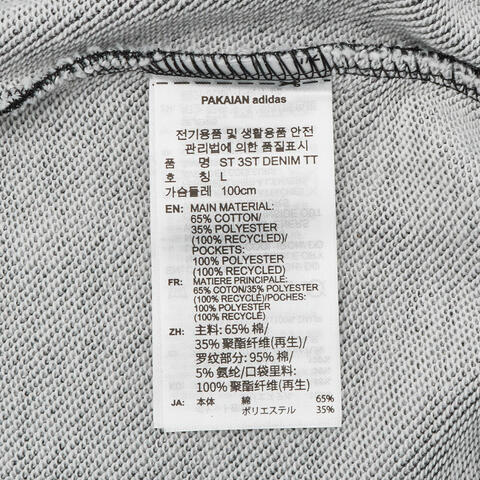 PAKAIAN adidas
전기용품 및 생활용품 안전
관리법에 의한 품질표시
품 명 ST 3ST DENIM TT
호 칭 L
가슴둘레 100cm
EN: MAIN MATERIAL:
65% COTTON/
35% POLYESTER
(100% RECYCLED)/
POCKETS:
100% POLYESTER
(100% RECYCLED)
FR: MATIERE PRINCIPALE:
65% COTON/35% POLYESTER
(100% RECYCLÉ)/POCHES:
100% POLYESTER
(100% RECYCLÉ)
ZH: 主料: 65% 棉/
35% 聚酯纤维(再生)/
罗纹部分: 95% 棉/
5% 氨纶/口袋里料:
100% 聚酯纤维(再生)
JA: 本体 綿 65%
ポリエステル 35%